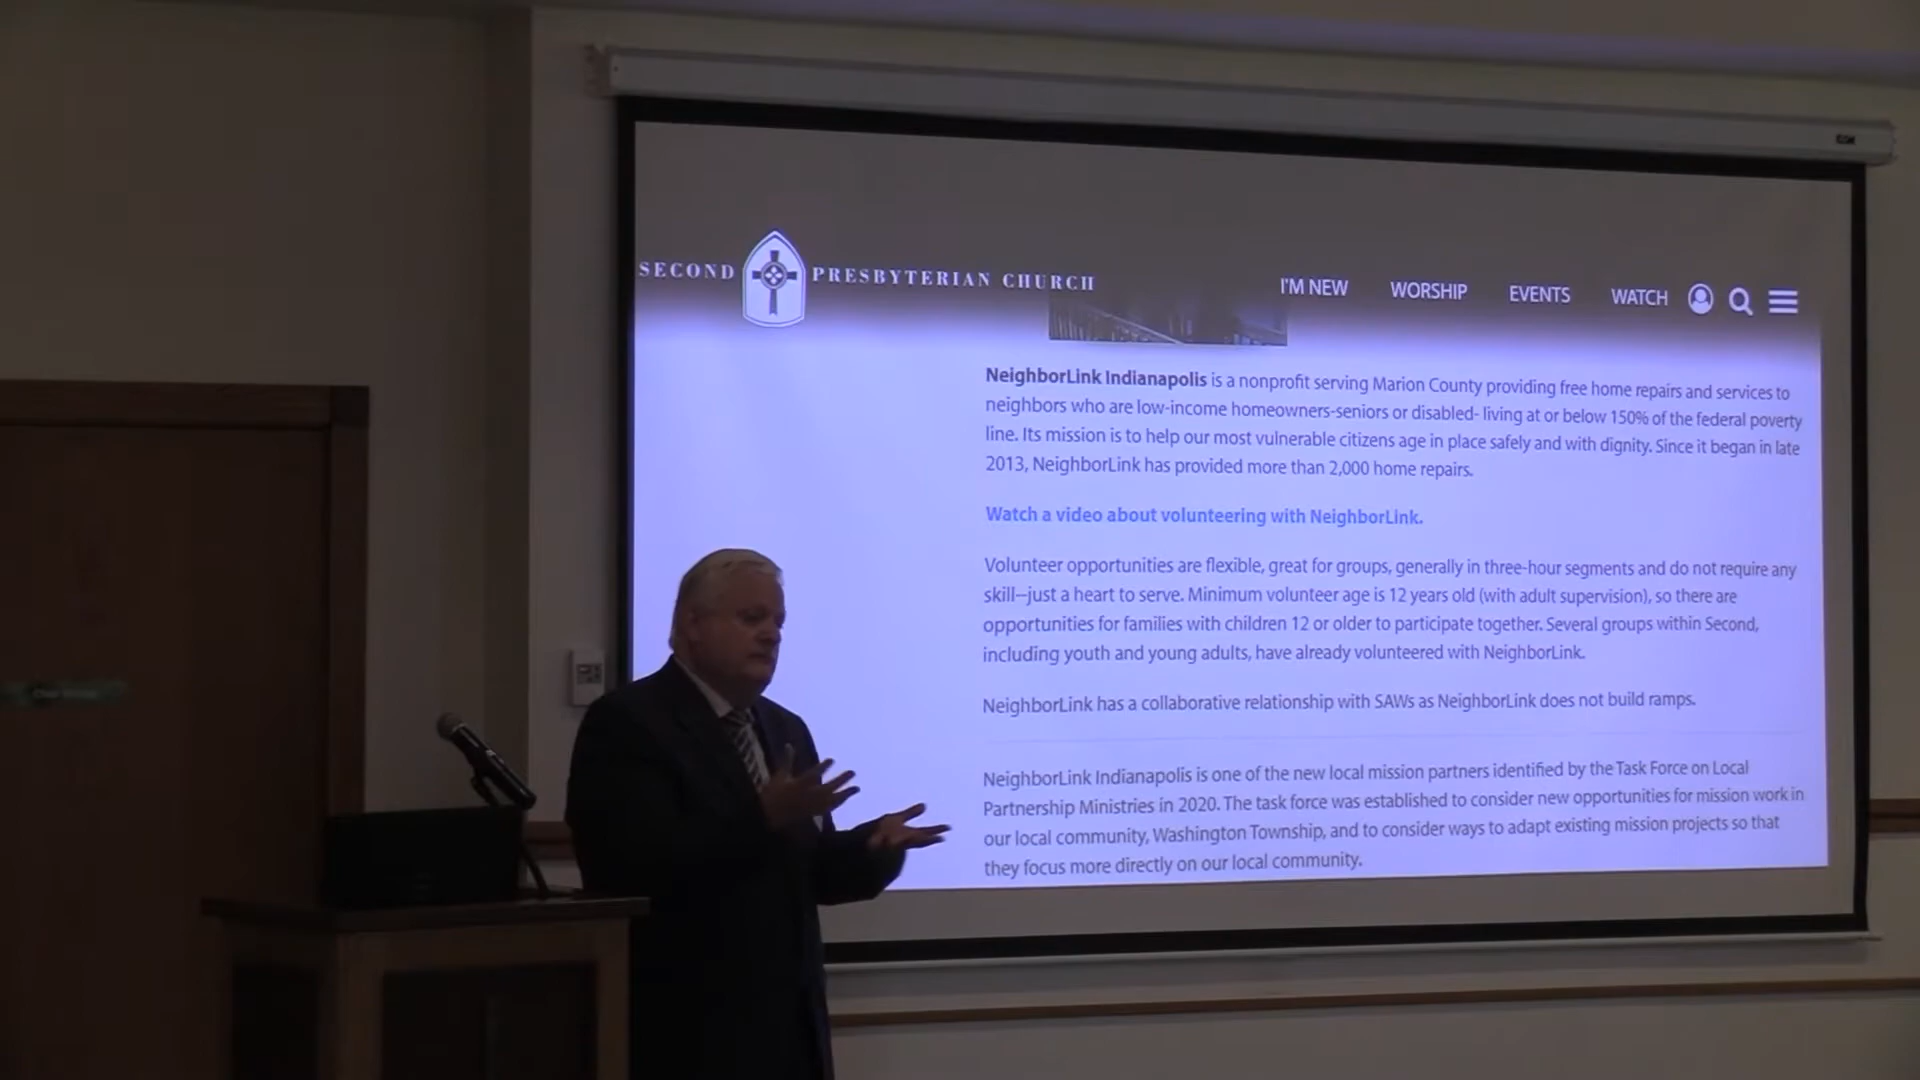 SECOND PRESBYTERIAN CHURCH
I'M NEW WORSHIP EVENTS WATCH
NeighborLink Indianapolis is a nonprofit serving Marion County providing free home repairs and services to
neighbors who are low-income homeowners-seniors or disabled- living at or below 150% of the federal poverty
line. Its mission is to help our most vulnerable citizens age in place safely and with dignity. Since it began in late
2013, NeighborLink has provided more than 2,000 home repairs.
Watch a video about volunteering with NeighborLink.
Volunteer opportunities are flexible, great for groups, generally in three-hour segments and do not require any
skill—just a heart to serve. Minimum volunteer age is 12 years old (with adult supervision), so there are
opportunities for families with children 12 or older to participate together. Several groups within Second,
including youth and young adults, have already volunteered with NeighborLink.
NeighborLink has a collaborative relationship with SAWs as NeighborLink does not build ramps.
NeighborLink Indianapolis is one of the new local mission partners identified by the Task Force on Local
Partnership Ministries in 2020. The task force was established to consider new opportunities for mission work in
our local community, Washington Township, and to consider ways to adapt existing mission projects so that
they focus more directly on our local community.